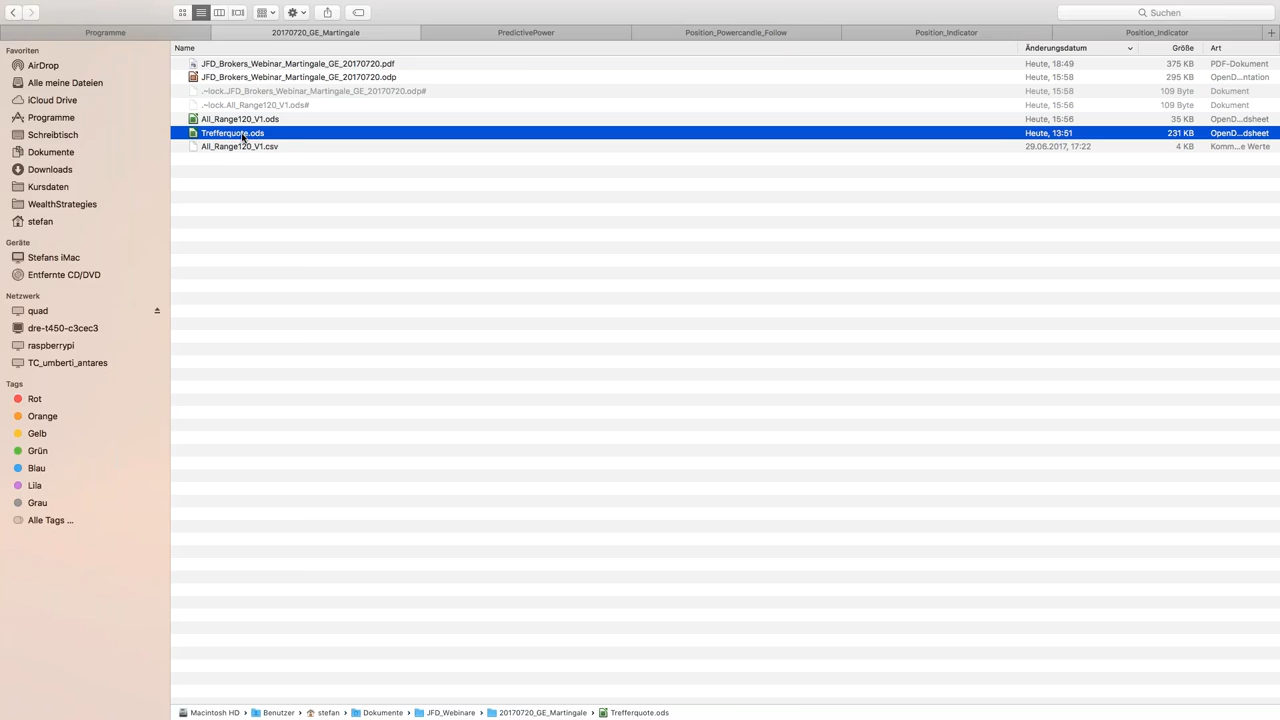 Suchen
Programme
20170720_GE_Martingale
PredictivePower
Position_Powercandle_Follow
Position_Indicator
Position_Indicator
Favoriten
AirDrop
Alle meine Dateien
iCloud Drive
Programme
Schreibtisch
Dokumente
Downloads
Kursdaten
WealthStrategies
stefan
Geräte
Stefans iMac
Entfernte CD/DVD
Netzwerk
quad
dre-t450-c3cec3
raspberrypi
TC_umberti_antares
Tags
Rot
Orange
Gelb
Grün
Blau
Lila
Grau
Alle Tags ...
Name Änderungsdatum Größe Art
JFD_Brokers_Webinar_Martingale_GE_20170720.pdf Heute, 18:49 375 KB PDF-Dokument
JFD_Brokers_Webinar_Martingale_GE_20170720.odp Heute, 15:58 295 KB OpenD...ntation
.~lock.JFD_Brokers_Webinar_Martingale_GE_20170720.odp# Heute, 15:58 109 Byte Dokument
.~lock.All_Range120_V1.ods# Heute, 15:56 109 Byte Dokument
All_Range120_V1.ods Heute, 15:56 35 KB OpenD...dsheet
Trefferquote.ods Heute, 13:51 231 KB OpenD...dsheet
All_Range120_V1.csv 29.06.2017, 17:22 4 KB Komm...e Werte
Macintosh HD › Benutzer › stefan › Dokumente › JFD_Webinare › 20170720_GE_Martingale › Trefferquote.ods